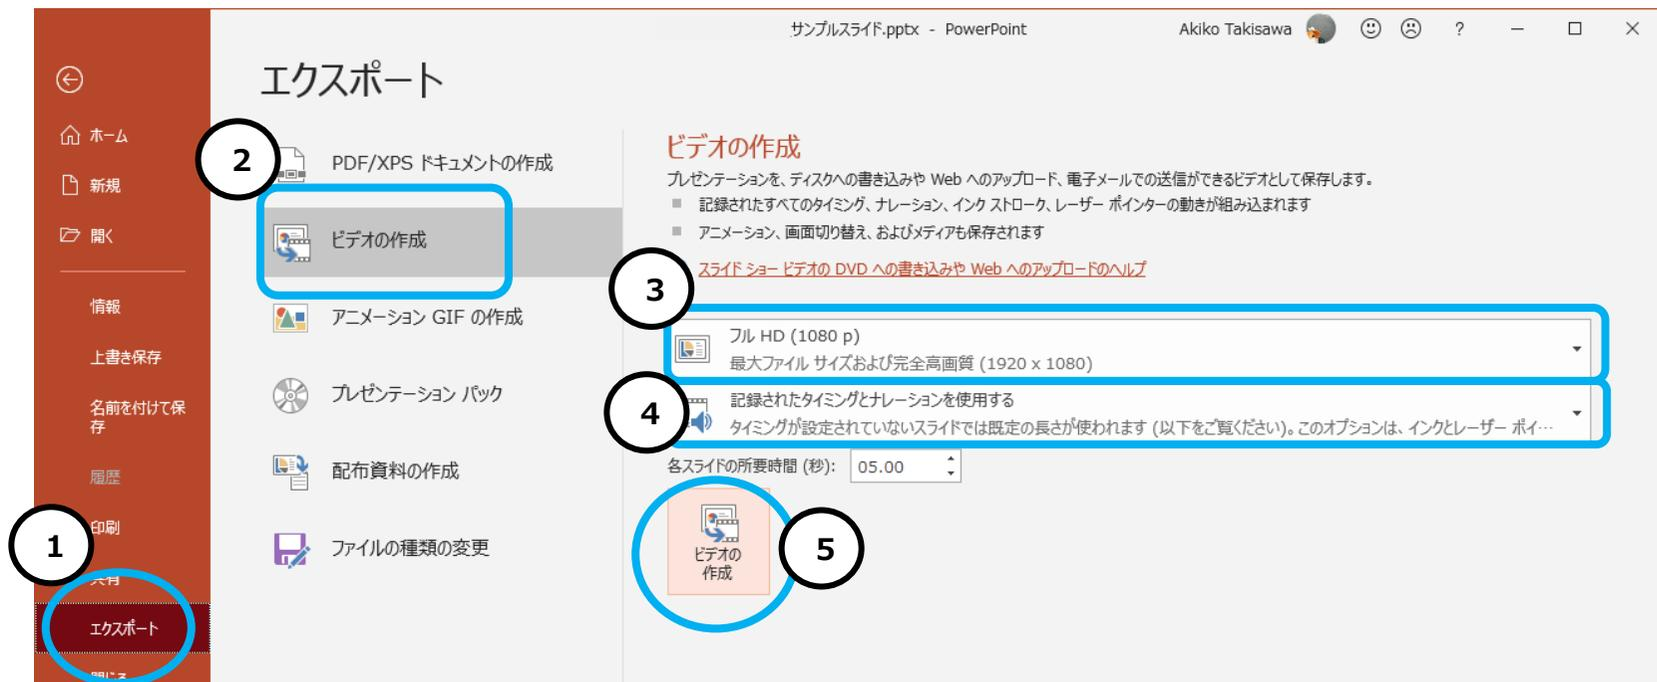 サンプルスライド.pptx - PowerPoint
Akiko Takisawa
?
エクスポート
ホーム
新規
開く
情報
上書き保存
名前を付けて保
存
履歴
印刷
共有
エクスポート
閉じる
1
2
PDF/XPS ドキュメントの作成
ビデオの作成
アニメーション GIF の作成
プレゼンテーション パック
配布資料の作成
ファイルの種類の変更
ビデオの作成
プレゼンテーションを、ディスクへの書き込みや Web へのアップロード、電子メールでの送信ができるビデオとして保存します。
記録されたすべてのタイミング、ナレーション、インク ストローク、レーザー ポインターの動きが組み込まれます
アニメーション、画面切り替え、およびメディアも保存されます
スライド ショー ビデオの DVD への書き込みや Web へのアップロードのヘルプ
3
フル HD (1080 p)
最大ファイル サイズおよび完全高画質 (1920 x 1080)
4
記録されたタイミングとナレーションを使用する
タイミングが設定されていないスライドでは既定の長さが使われます (以下をご覧ください)。このオプションは、インクとレーザー ポイ…
各スライドの所要時間 (秒): 05.00
ビデオの
作成
5